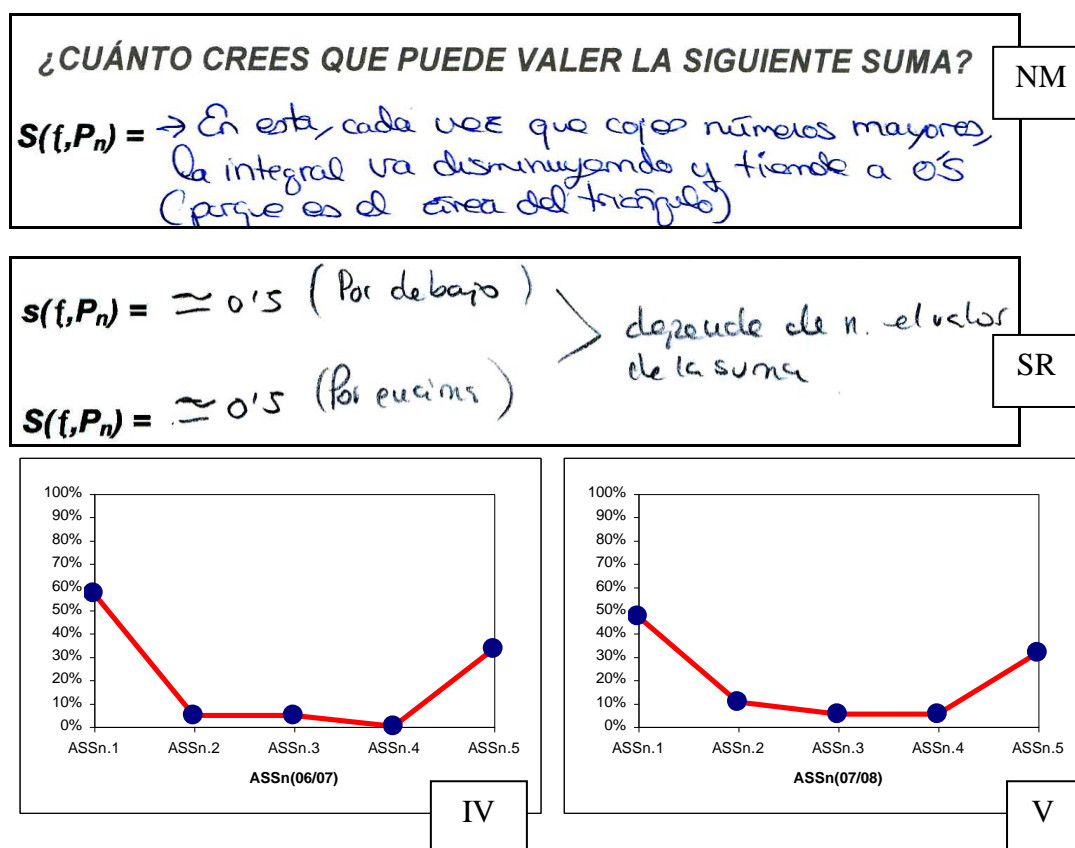 ¿CUÁNTO CREES QUE PUEDE VALER LA SIGUIENTE SUMA?
NM
S(f,Pn) = → En esta, cada vez que cojes números mayores,
la integral va disminuyendo y tiende a 0'5
(porque es el área del triángulo)
s(f,Pn) = ≃ 0'5 (Por debajo)
depende de n. el valor
de la suma
SR
S(f,Pn) = ≃ 0'5 (Por encima)
100%
90%
80%
70%
60%
50%
40%
30%
20%
10%
0%
ASSn.1 ASSn.2 ASSn.3 ASSn.4 ASSn.5
ASSn(06/07)
IV
100%
90%
80%
70%
60%
50%
40%
30%
20%
10%
0%
ASSn.1 ASSn.2 ASSn.3 ASSn.4 ASSn.5
ASSn(07/08)
V